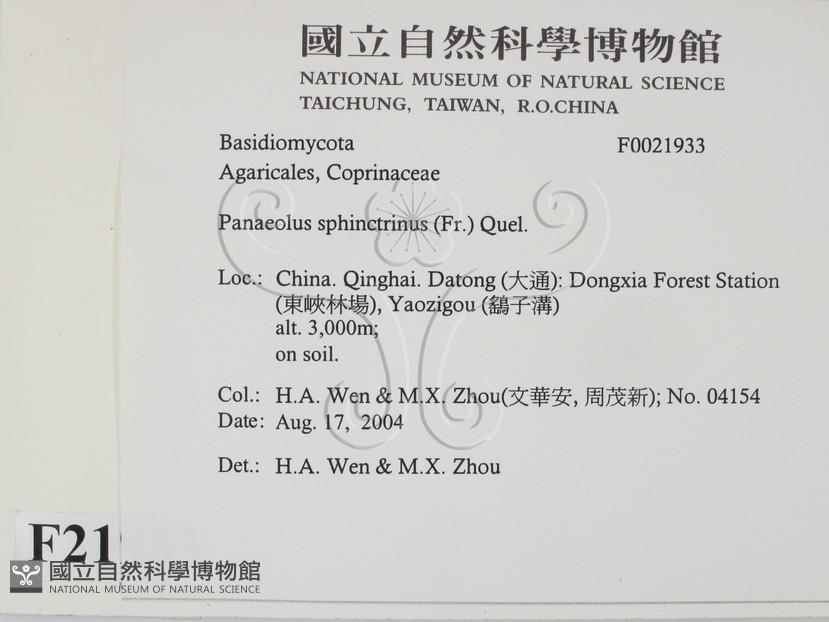 國立自然科學博物館
NATIONAL MUSEUM OF NATURAL SCIENCE
TAICHUNG, TAIWAN, R.O.CHINA
Basidiomycota F0021933
Agaricales, Coprinaceae
Panaeolus sphinctrinus (Fr.) Quel.
Loc.: China. Qinghai. Datong (大通): Dongxia Forest Station
(東峽林場), Yaozigou (鷂子溝)
alt. 3,000m;
on soil.
Col.: H.A. Wen & M.X. Zhou(文華安, 周茂新); No. 04154
Date: Aug. 17, 2004
Det.: H.A. Wen & M.X. Zhou
F21
國立自然科學博物館
NATIONAL MUSEUM OF NATURAL SCIENCE